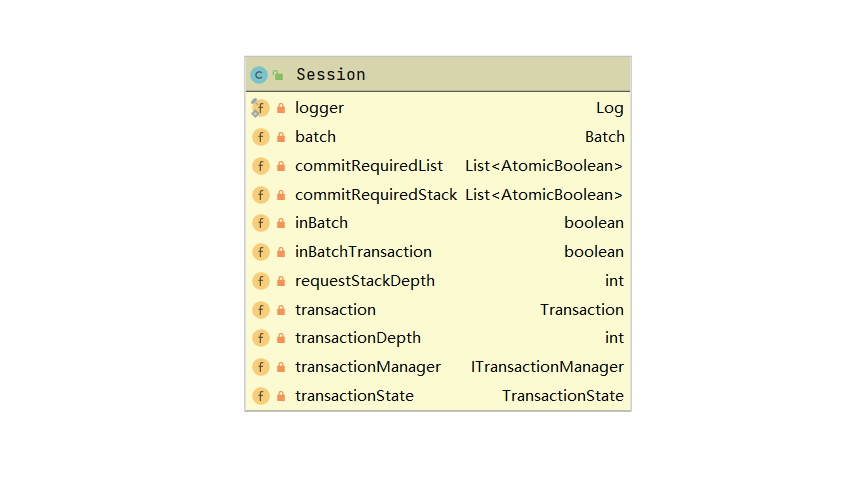 C Session
f logger Log
f batch Batch
f commitRequiredList List<AtomicBoolean>
f commitRequiredStack List<AtomicBoolean>
f inBatch boolean
f inBatchTransaction boolean
f requestStackDepth int
f transaction Transaction
f transactionDepth int
f transactionManager ITransactionManager
f transactionState TransactionState